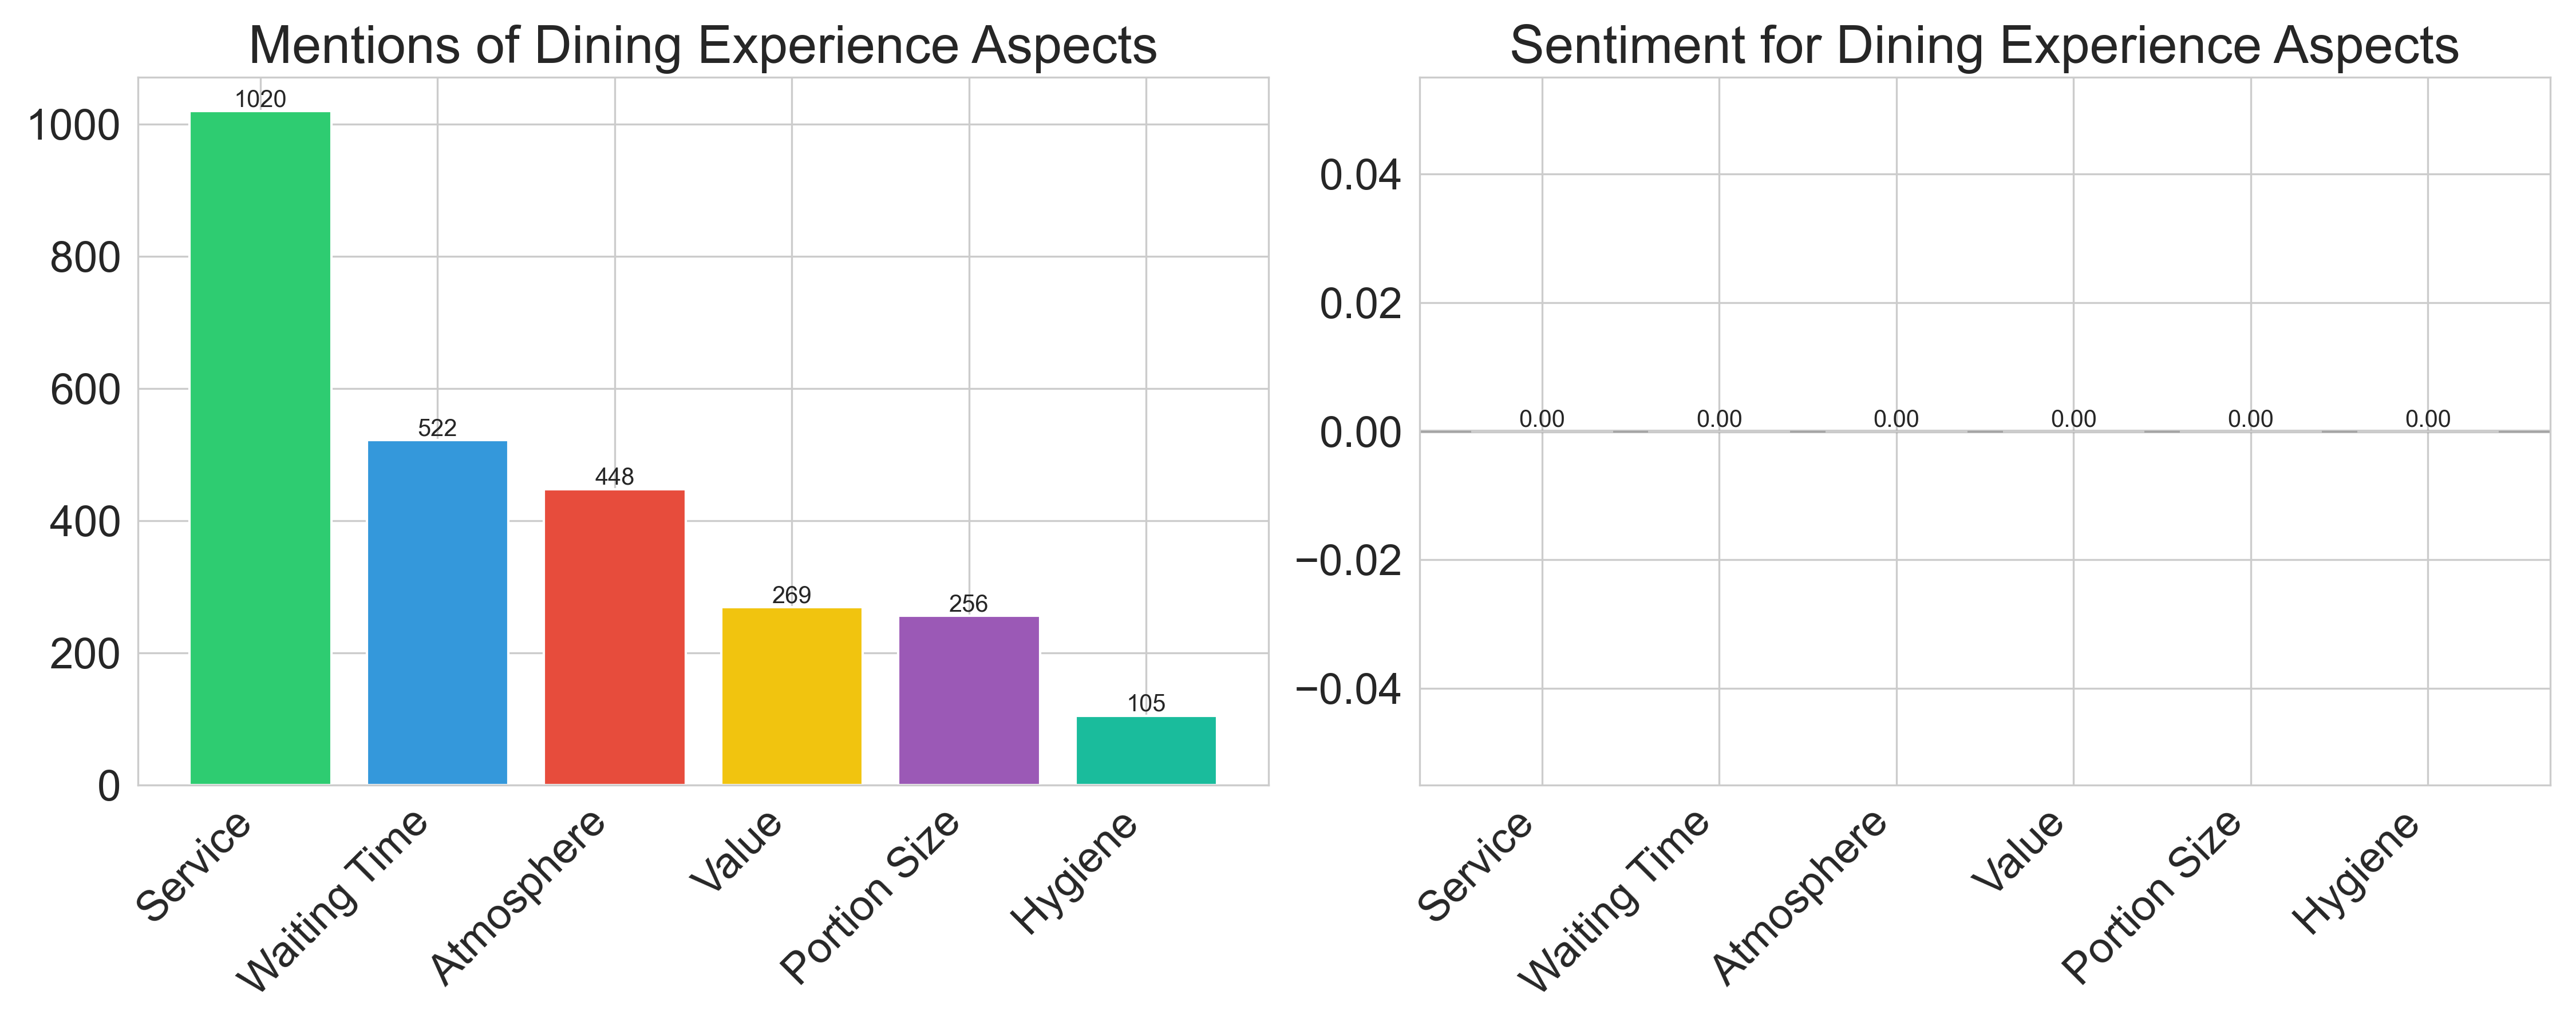 Mentions of Dining Experience Aspects
1000
800
600
400
200
0
1020
522
448
269
256
105
Service
Waiting Time
Atmosphere
Value
Portion Size
Hygiene
Sentiment for Dining Experience Aspects
0.04
0.02
0.00
−0.02
−0.04
0.00
0.00
0.00
0.00
0.00
0.00
Service
Waiting Time
Atmosphere
Value
Portion Size
Hygiene